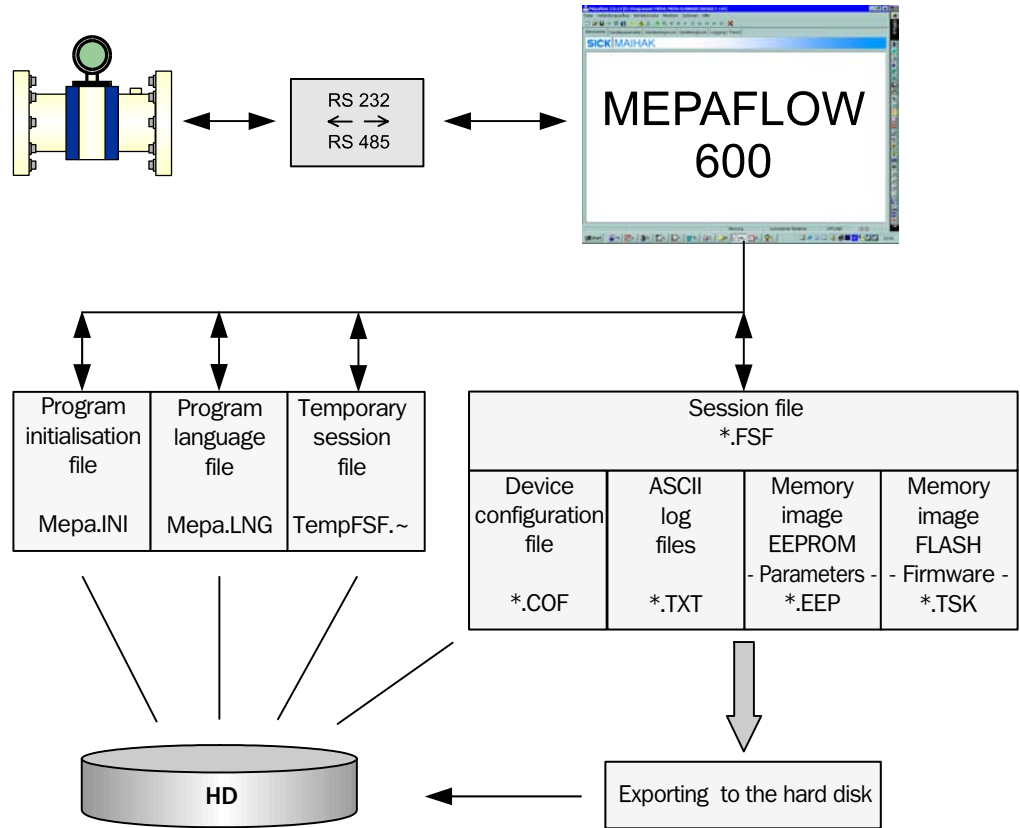 SICK MAIHAK
RS 232
RS 485
MEPAFLOW
600
Program
initialisation
file
Mepa.INI
Program
language
file
Mepa.LNG
Temporary
session
file
TempFSF.~
Session file
*.FSF
Device
configuration
file
*.COF
ASCII
log
files
*.TXT
Memory
image
EEPROM
- Parameters -
*.EEP
Memory
image
FLASH
- Firmware -
*.TSK
HD
Exporting to the hard disk